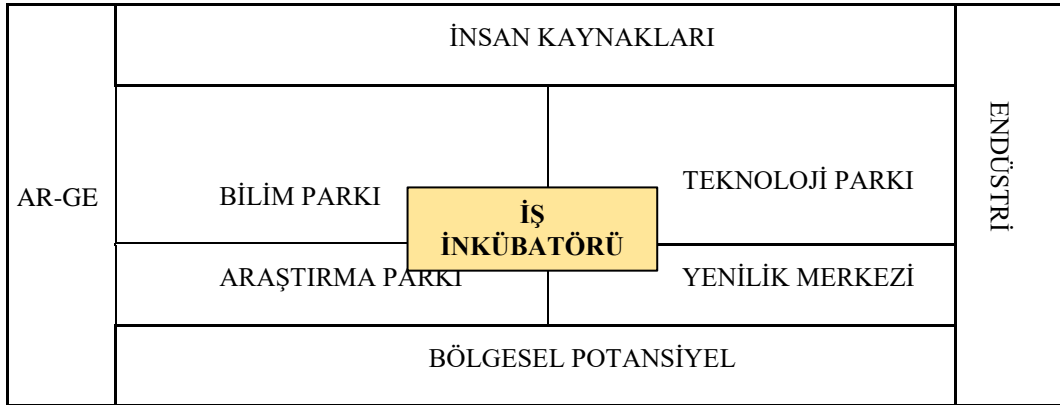 İNSAN KAYNAKLARI
AR-GE
BİLİM PARKI
TEKNOLOJİ PARKI
İŞ
İNKÜBATÖRÜ
ARAŞTIRMA PARKI
YENİLİK MERKEZİ
BÖLGESEL POTANSİYEL
ENDÜSTRİ